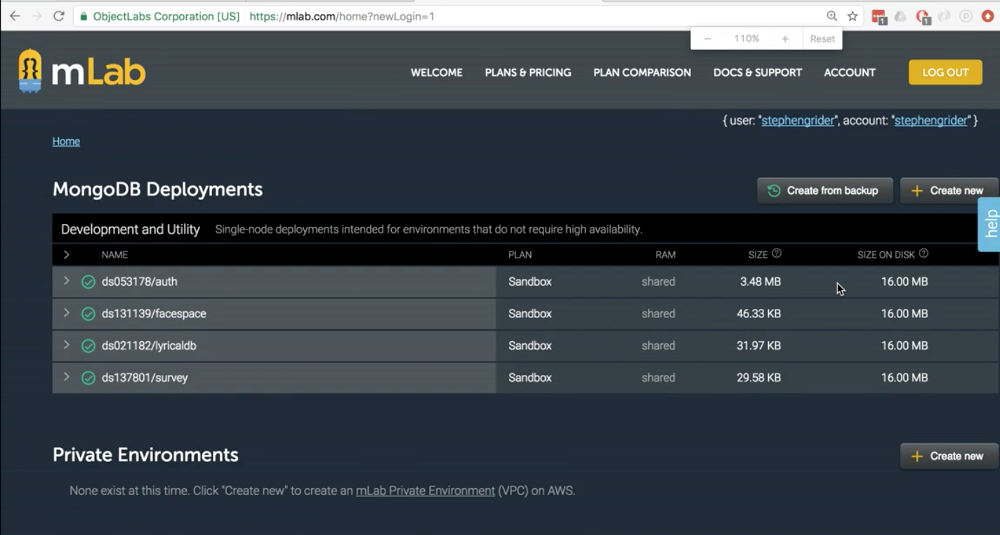 ObjectLabs Corporation [US] https://mlab.com/home?newLogin=1
− 110% + Reset
mLab WELCOME PLANS & PRICING PLAN COMPARISON DOCS & SUPPORT ACCOUNT LOG OUT
{ user: "stephengrider", account: "stephengrider" }
Home
MongoDB Deployments Create from backup + Create new
help
Development and Utility Single-node deployments intended for environments that do not require high availability.
NAME PLAN RAM SIZE ? SIZE ON DISK ?
ds053178/auth Sandbox shared 3.48 MB 16.00 MB
ds131139/facespace Sandbox shared 46.33 KB 16.00 MB
ds021182/lyricaldb Sandbox shared 31.97 KB 16.00 MB
ds137801/survey Sandbox shared 29.58 KB 16.00 MB
Private Environments + Create new
None exist at this time. Click "Create new" to create an mLab Private Environment (VPC) on AWS.